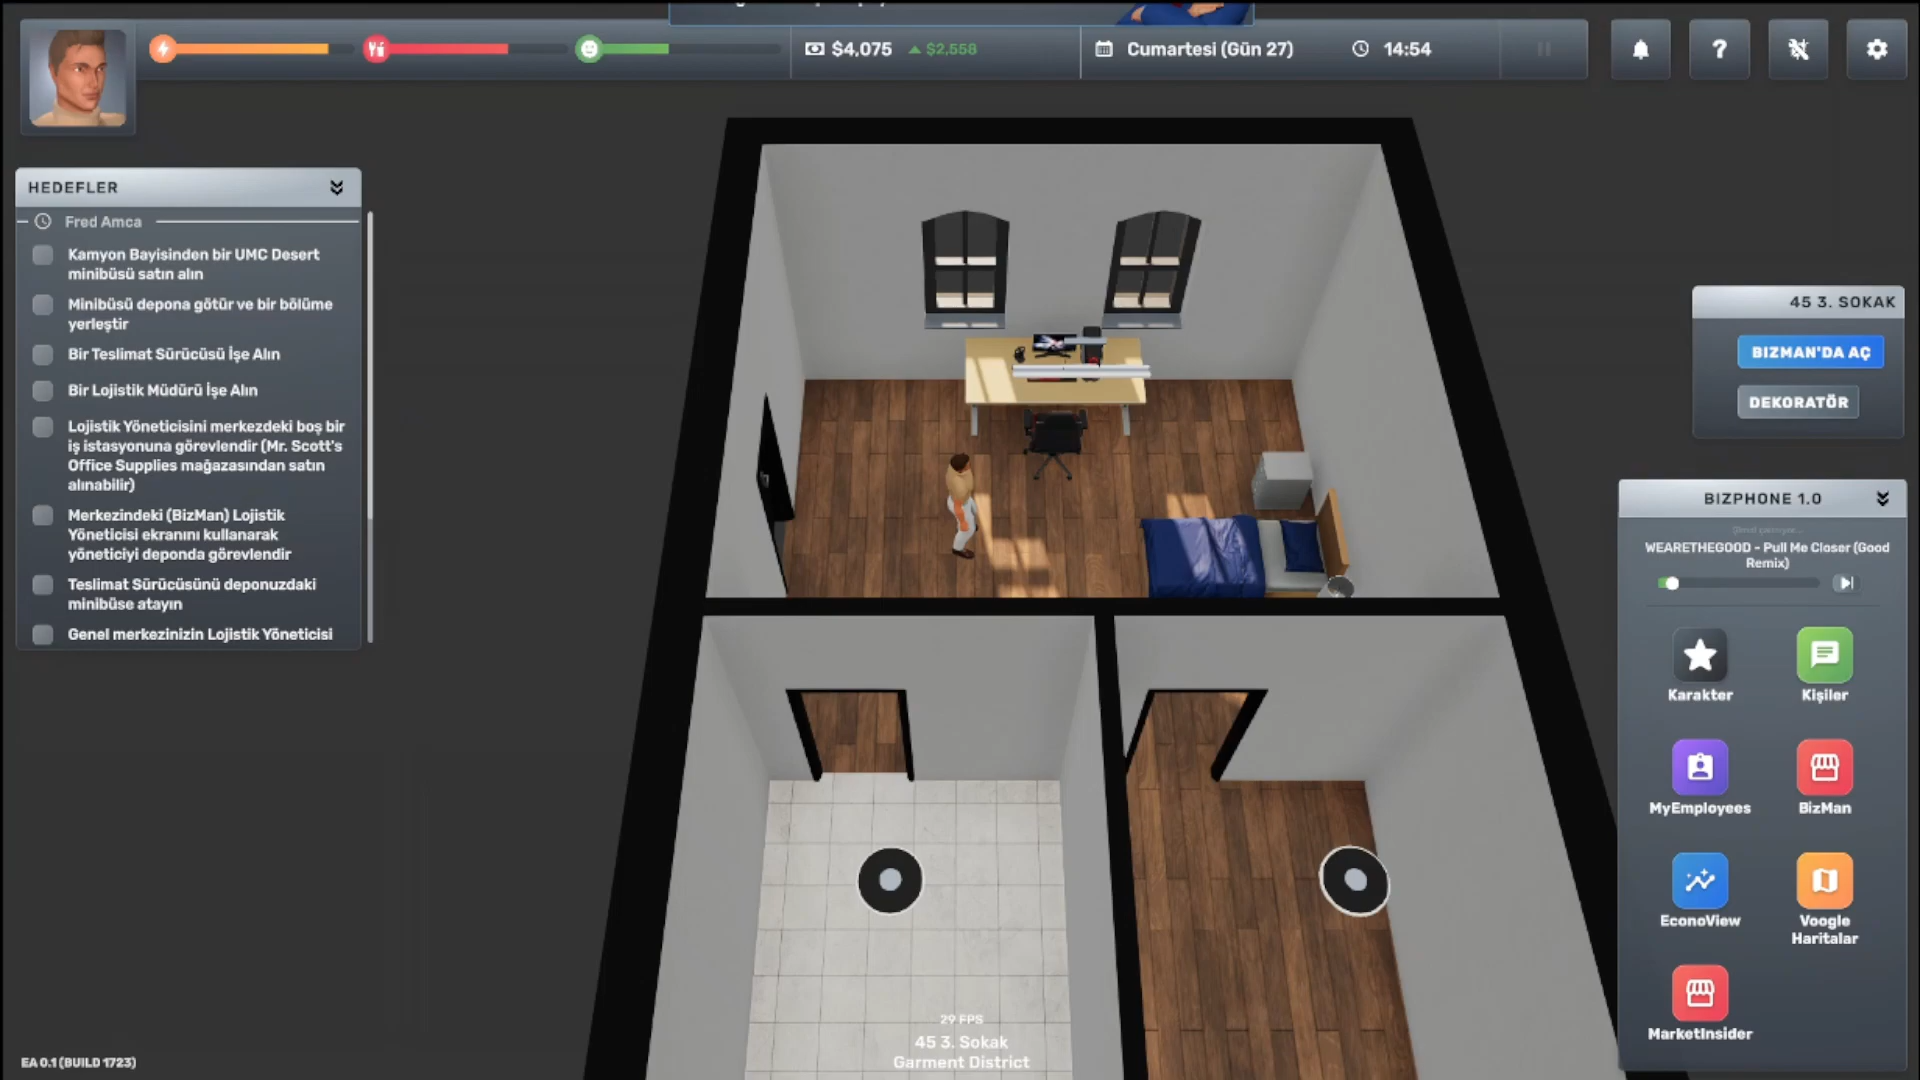 $4,075
$2,558
Cumartesi (Gün 27)
14:54
?
HEDEFLER
Fred Amca
Kamyon Bayisinden bir UMC Desert
minibüsü satın alın
Minibüsü depona götür ve bir bölüme
yerleştir
Bir Teslimat Sürücüsü İşe Alın
Bir Lojistik Müdürü İşe Alın
Lojistik Yöneticisini merkezdeki boş bir
iş istasyonuna görevlendir (Mr. Scott's
Office Supplies mağazasından satın
alınabilir)
Merkezindeki (BizMan) Lojistik
Yöneticisi ekranını kullanarak
yöneticiyi deponda görevlendir
Teslimat Sürücüsünü deponuzdaki
minibüse atayın
Genel merkezinizin Lojistik Yöneticisi
45 3. SOKAK
BIZMAN'DA AÇ
DEKORATÖR
BIZPHONE 1.0
WEARETHEGOOD - Pull Me Closer (Good
Remix)
Karakter
Kişiler
MyEmployees
BizMan
EconoView
Voogle
Haritalar
MarketInsider
29 FPS
45 3. Sokak
Garment District
EA 0.1 (BUILD 1723)